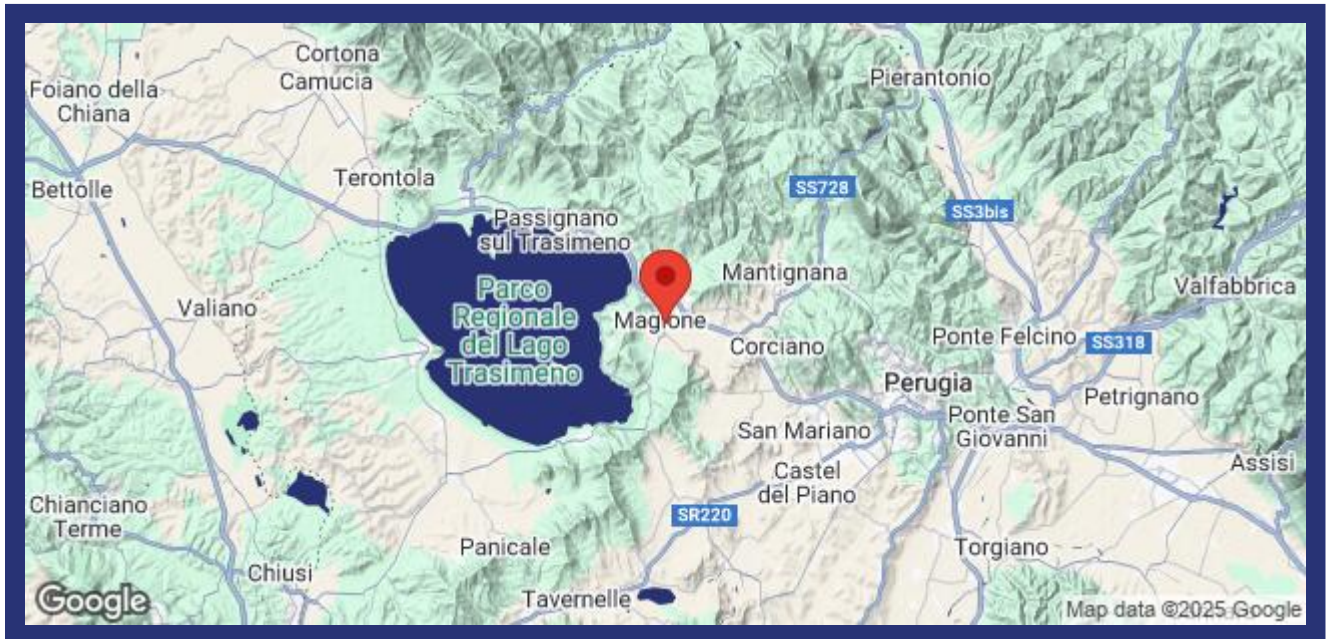 Cortona
Camucia
Pierantonio
Foiano della
Chiana
Bettolle
Terontola
SS728
SS3bis
Passignano
sul Trasimeno
Mantignana
Valfabbrica
Valiano
Parco
Regionale
del Lago
Trasimeno
Magione
Corciano
Ponte Felcino
SS318
Perugia
Petrignano
Ponte San
Giovanni
San Mariano
Assisi
Castel
del Piano
Chianciano
Terme
SR220
Panicale
Torgiano
Chiusi
Tavernelle
Google
Map data ©2025 Google